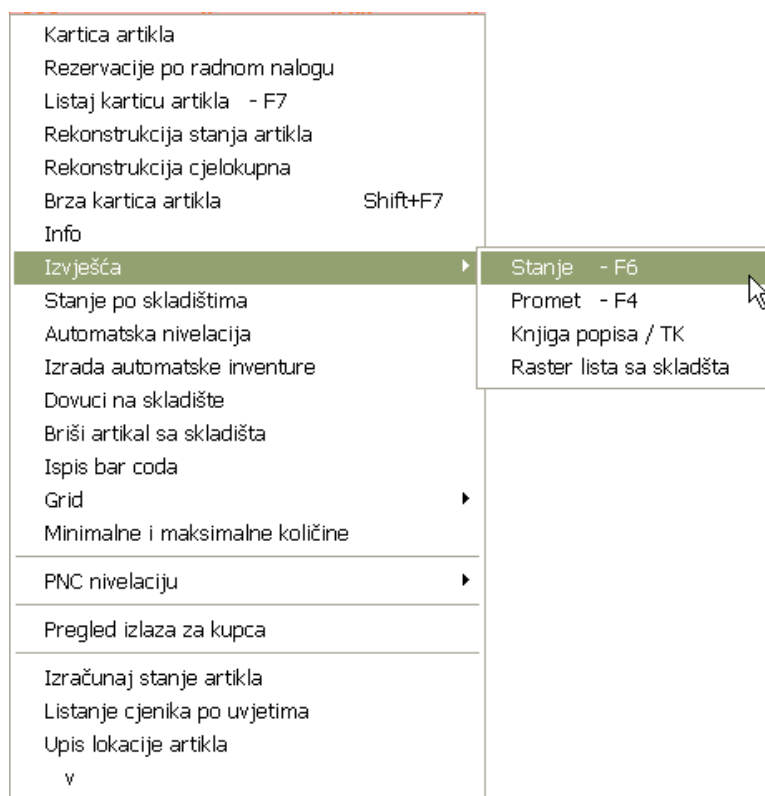 Kartica artikla
Rezervacije po radnom nalogu
Listaj karticu artikla - F7
Rekonstrukcija stanja artikla
Rekonstrukcija cjelokupna
Brza kartica artikla Shift+F7
Info
Izvješća
Stanje - F6
Promet - F4
Knjiga popisa / TK
Raster lista sa skladšta
Stanje po skladištima
Automatska nivelacija
Izrada automatske inventure
Dovuci na skladište
Briši artikal sa skladišta
Ispis bar coda
Grid
Minimalne i maksimalne količine
PNC nivelaciju
Pregled izlaza za kupca
Izračunaj stanje artikla
Listanje cjenika po uvjetima
Upis lokacije artikla
v